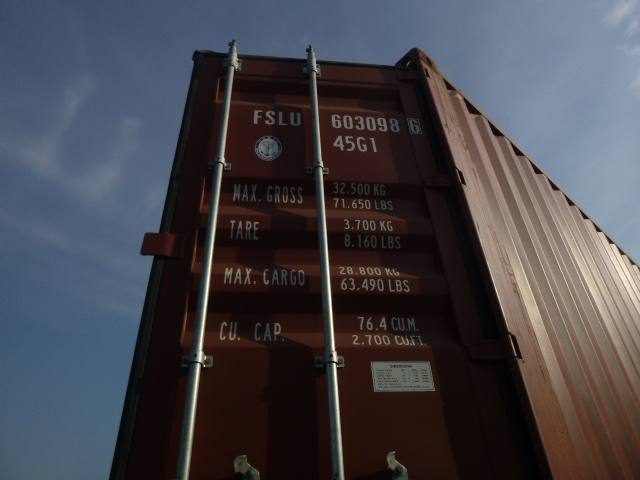 FSLU 603098 6
45G1
MAX. GROSS 32.500 KG
71.650 LBS
TARE 3.700 KG
8.160 LBS
MAX. CARGO 28.800 KG
63.490 LBS
CU. CAP. 76.4 CU.M.
2.700 CU.FT.